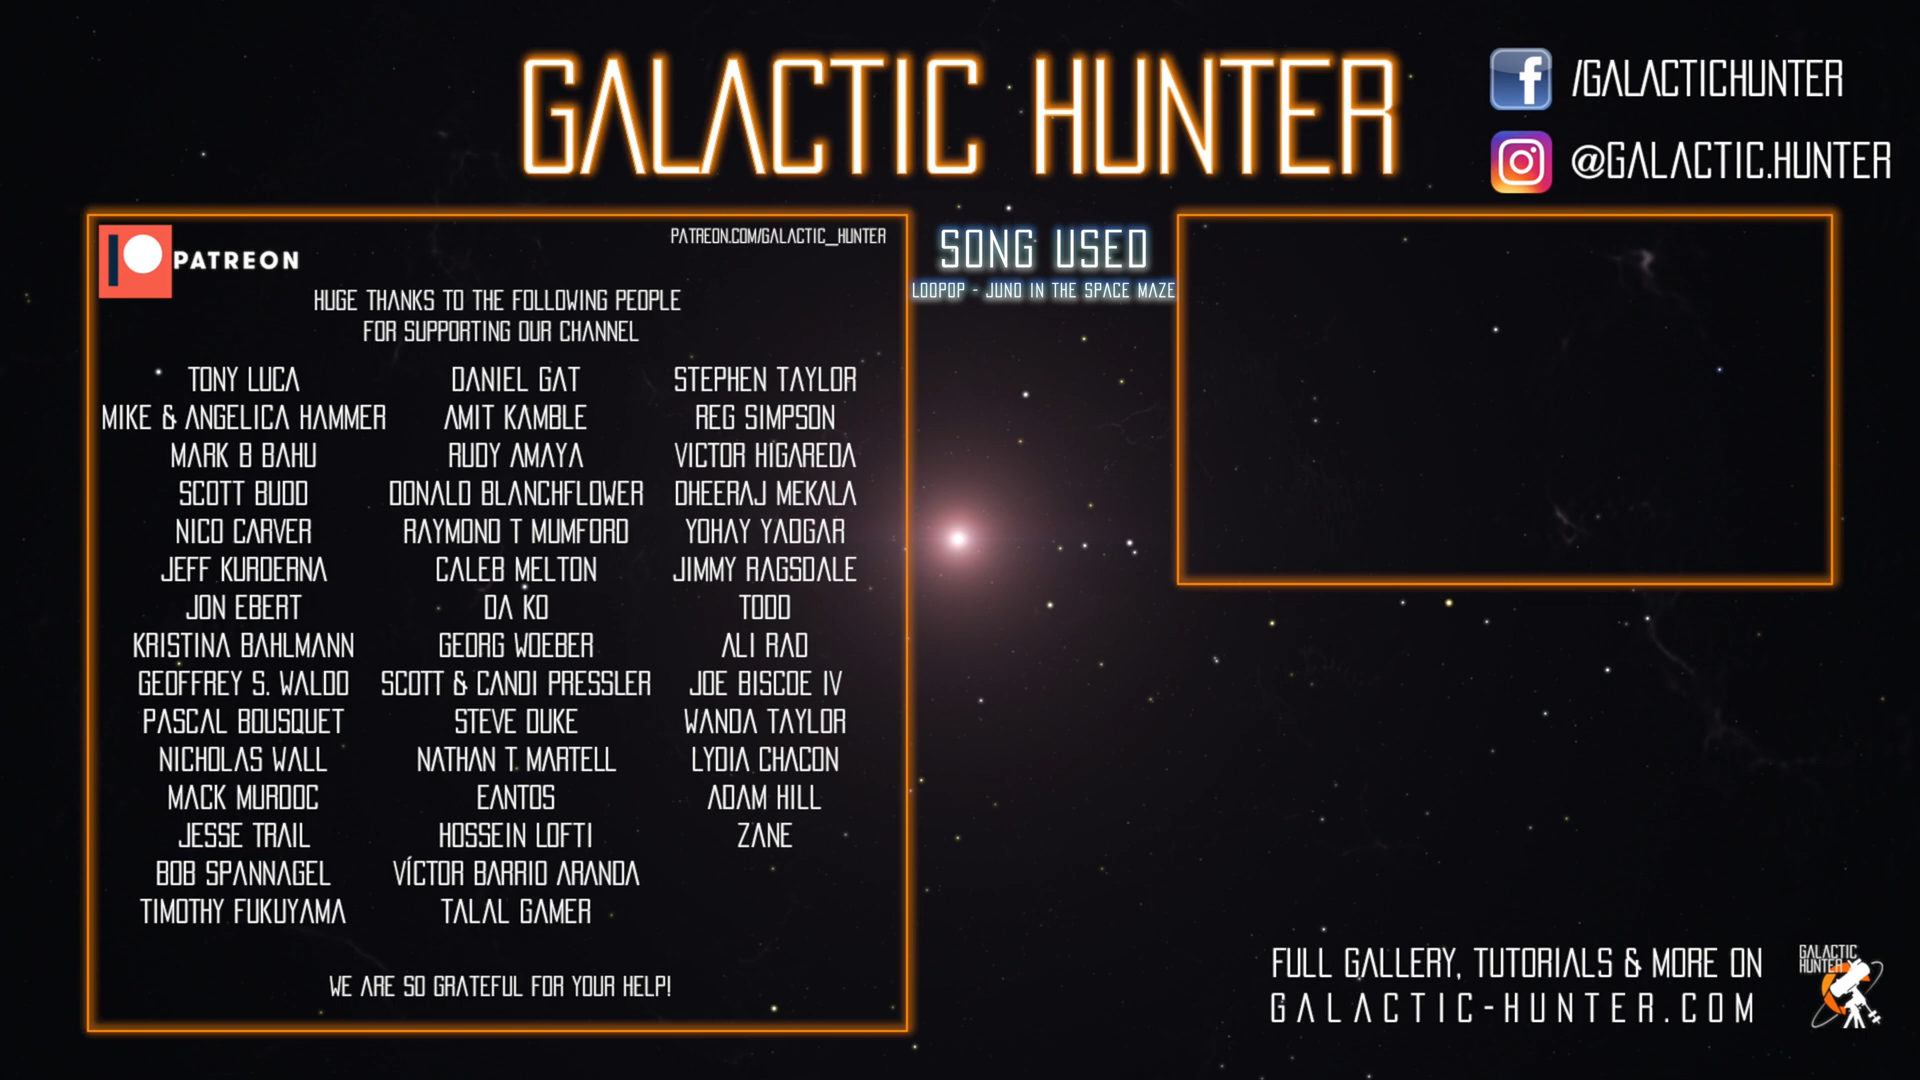 GALACTIC HUNTER
/GALACTICHUNTER
@GALACTIC.HUNTER
PATREON
PATREON.COM/GALACTIC_HUNTER
HUGE THANKS TO THE FOLLOWING PEOPLE
FOR SUPPORTING OUR CHANNEL
TONY LUCA
MIKE & ANGELICA HAMMER
MARK B BAHU
SCOTT BUDD
NICO CARVER
JEFF KURDERNA
JON EBERT
KRISTINA BAHLMANN
GEOFFREY S. WALDO
PASCAL BOUSQUET
NICHOLAS WALL
MACK MURDOC
JESSE TRAIL
BOB SPANNAGEL
TIMOTHY FUKUYAMA
DANIEL GAT
AMIT KAMBLE
RUDY AMAYA
DONALD BLANCHFLOWER
RAYMOND T MUMFORD
CALEB MELTON
DA KO
GEORG WOEBER
SCOTT & CANDI PRESSLER
STEVE DUKE
NATHAN T MARTELL
EANTOS
HOSSEIN LOFTI
VÍCTOR BARRIO ARANDA
TALAL GAMER
STEPHEN TAYLOR
REG SIMPSON
VICTOR HIGAREDA
DHEERAJ MEKALA
YOHAY YADGAR
JIMMY RAGSDALE
TODD
ALI RAD
JOE BISCOE IV
WANDA TAYLOR
LYDIA CHACON
ADAM HILL
ZANE
WE ARE SO GRATEFUL FOR YOUR HELP!
SONG USED
LOOPOP - JUNO IN THE SPACE MAZE
FULL GALLERY, TUTORIALS & MORE ON
GALACTIC-HUNTER.COM
GALACTIC
HUNTER